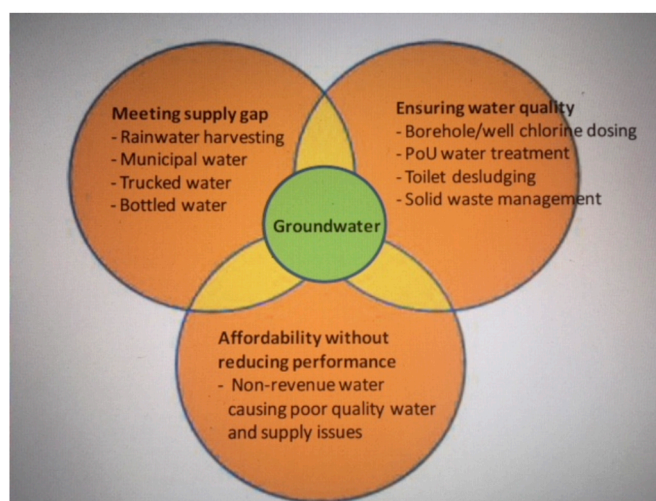 Meeting supply gap
- Rainwater harvesting
- Municipal water
- Trucked water
- Bottled water
Ensuring water quality
- Borehole/well chlorine dosing
- PoU water treatment
- Toilet desludging
- Solid waste management
Groundwater
Affordability without
reducing performance
- Non-revenue water
causing poor quality water
and supply issues